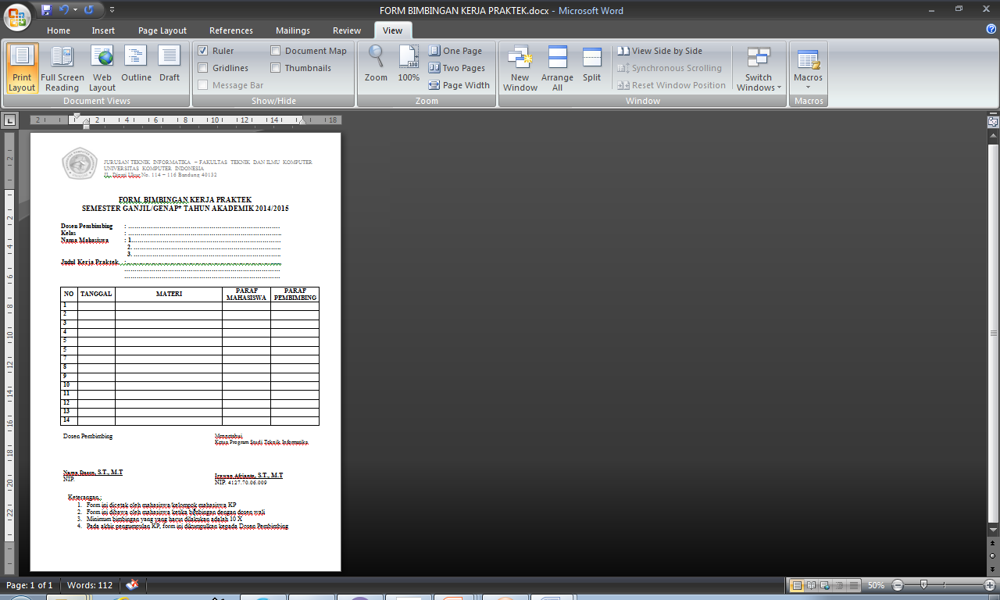 FORM BIMBINGAN KERJA PRAKTEK.docx - Microsoft Word
Home Insert Page Layout References Mailings Review View
Print Layout
Full Screen Reading
Web Layout
Outline
Draft
Document Views
Ruler
Gridlines
Message Bar
Document Map
Thumbnails
Show/Hide
Zoom
100%
One Page
Two Pages
Page Width
Zoom
New Window
Arrange All
Split
View Side by Side
Synchronous Scrolling
Reset Window Position
Window
Switch Windows
Macros
Macros
2 2 4 6 8 10 12 14 18
JURUSAN TEKNIK INFORMATIKA – FAKULTAS TEKNIK DAN ILMU KOMPUTER
UNIVERSITAS KOMPUTER INDONESIA
JL. Dipati Ukur No. 114 – 116 Bandung 40132
FORM BIMBINGAN KERJA PRAKTEK
SEMESTER GANJIL/GENAP* TAHUN AKADEMIK 2014/2015
Dosen Pembimbing :
Kelas :
Nama Mahasiswa : 1.
2.
3.
Judul Kerja Praktek :
NO TANGGAL MATERI PARAF MAHASISWA PARAF PEMBIMBING
1
2
3
4
5
5
7
8
9
10
11
12
13
14
Dosen Pembimbing
Mengetahui,
Ketua Program Studi Teknik Informatika
Nama Dosen, S.T., M.T
NIP.
Irawan Afrianto, S.T., M.T
NIP. 4127.70.06.009
Keterangan :
1. Form ini dicetak oleh mahasiswa/kelompok mahasiswa KP
2. Form ini dibawa oleh mahasiswa ketika bimbingan dengan dosen wali
3. Minimum bimbingan yang yang harus dilakukan adalah 10 X
4. Pada akhir pengumpulan KP, form ini dikumpulkan kepada Dosen Pembimbing
Page: 1 of 1 Words: 112 50%